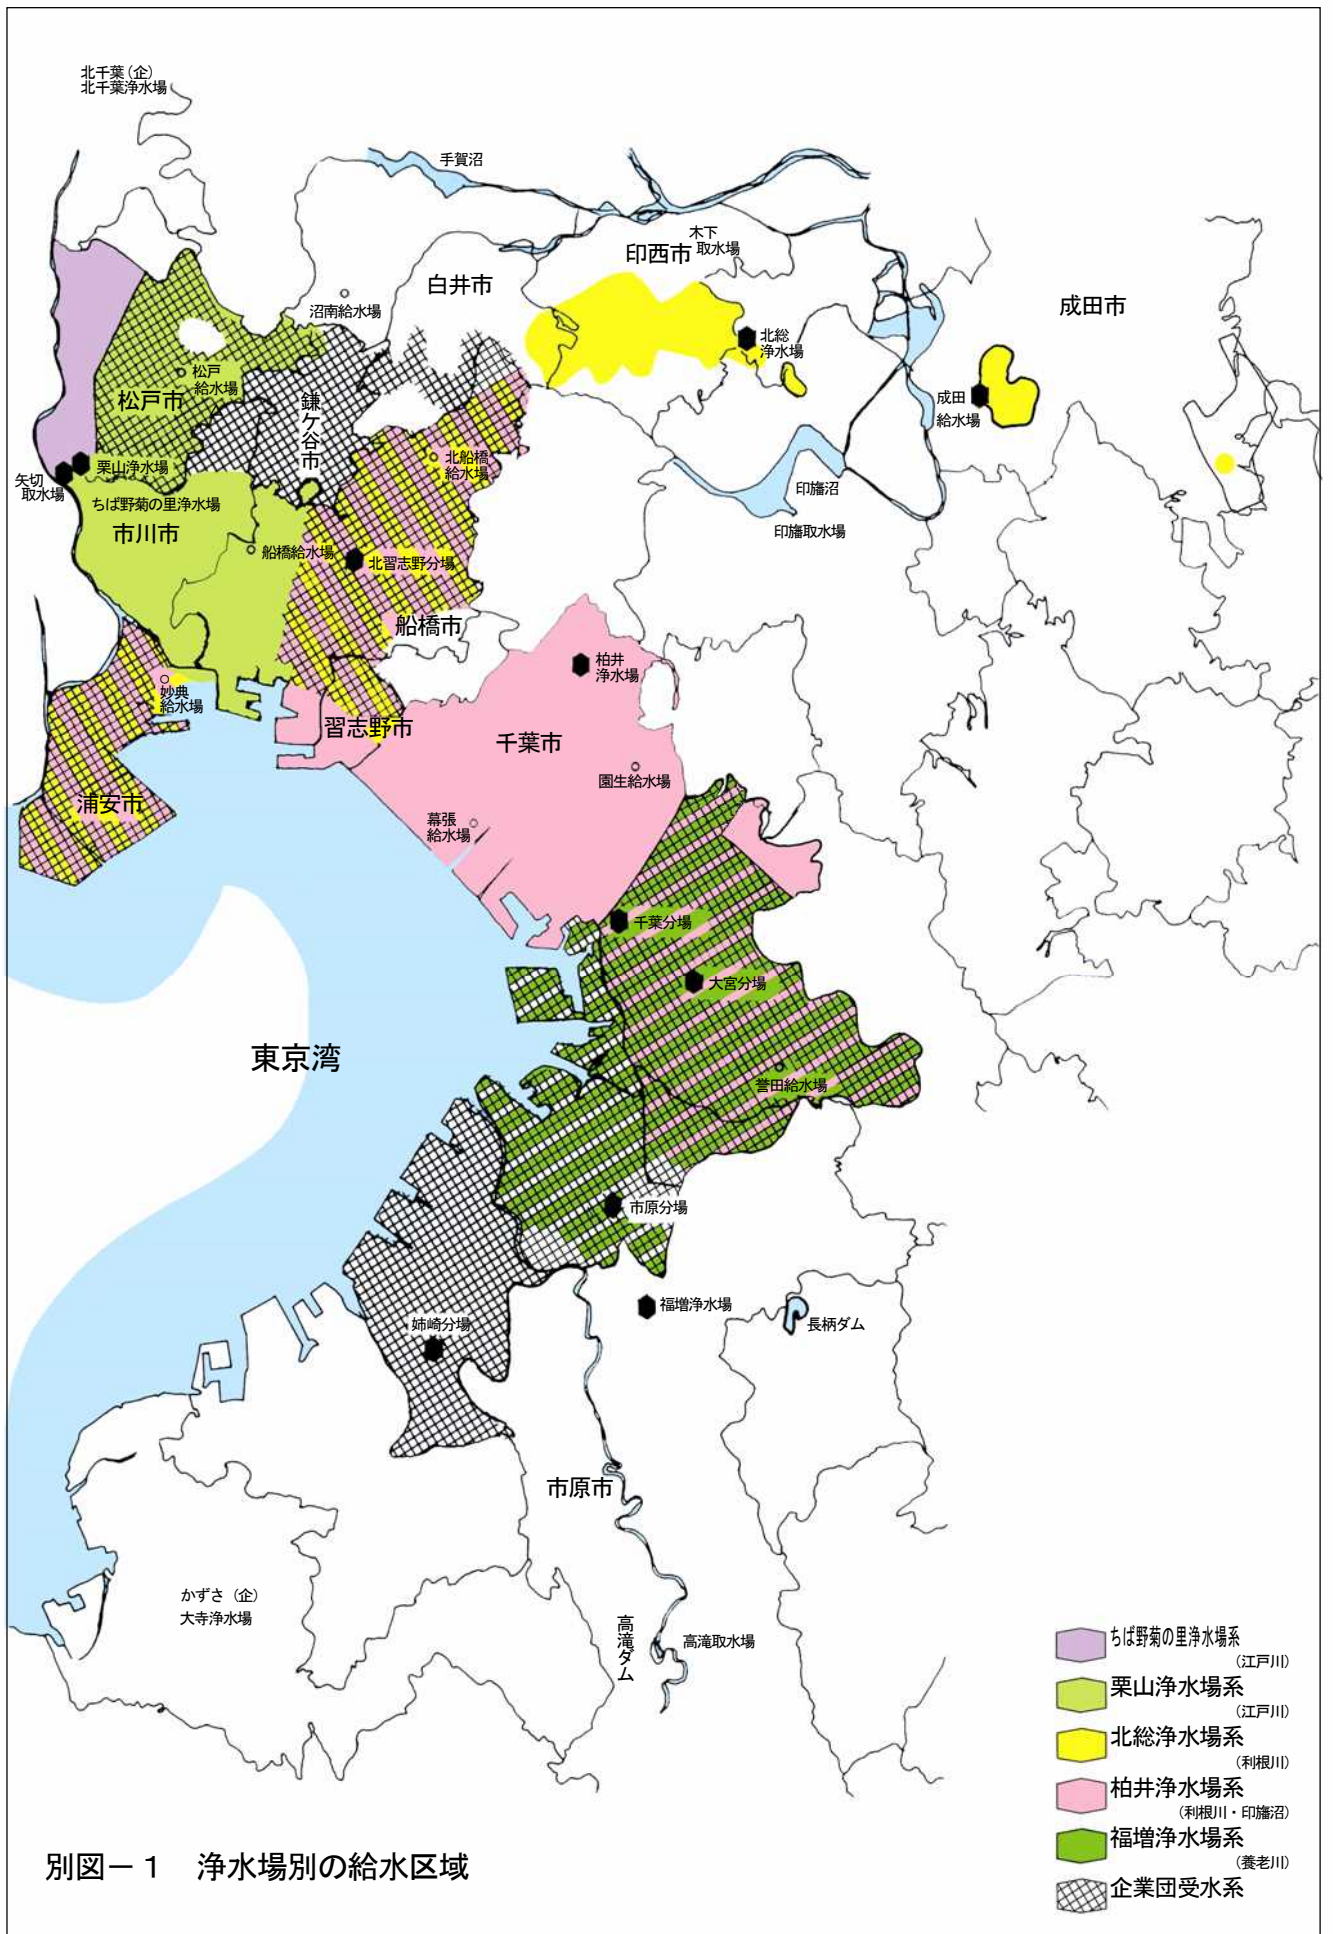 北千葉(企)
北千葉浄水場
手賀沼
木下
取水場
印西市
白井市
成田市
沼南給水場
北総
浄水場
松戸
給水場
松戸市
鎌ケ谷市
成田
給水場
北船橋
給水場
栗山浄水場
矢切
取水場
ちば野菊の里浄水場
市川市
印旛沼
印旛取水場
船橋給水場
北習志野分場
船橋市
柏井
浄水場
妙典
給水場
習志野市
千葉市
園生給水場
浦安市
幕張
給水場
千葉分場
大宮分場
東京湾
誉田給水場
市原分場
福増浄水場
姉崎分場
長柄ダム
市原市
かずさ(企)
大寺浄水場
高滝ダム
高滝取水場
ちば野菊の里浄水場系
(江戸川)
栗山浄水場系
(江戸川)
北総浄水場系
(利根川)
柏井浄水場系
(利根川・印旛沼)
福増浄水場系
(養老川)
企業団受水系
別図－1 浄水場別の給水区域